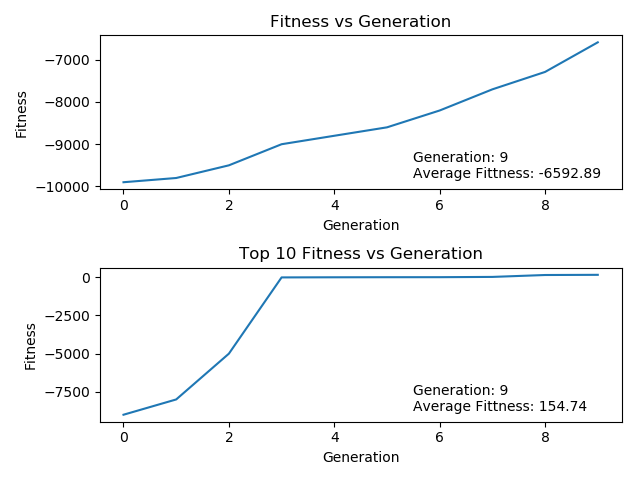 Fitness vs Generation
−7000
−8000
−9000
−10000
Fitness
Generation: 9
Average Fittness: -6592.89
0 2 4 6 8
Generation
Top 10 Fitness vs Generation
0
−2500
−5000
−7500
Fitness
Generation: 9
Average Fittness: 154.74
0 2 4 6 8
Generation